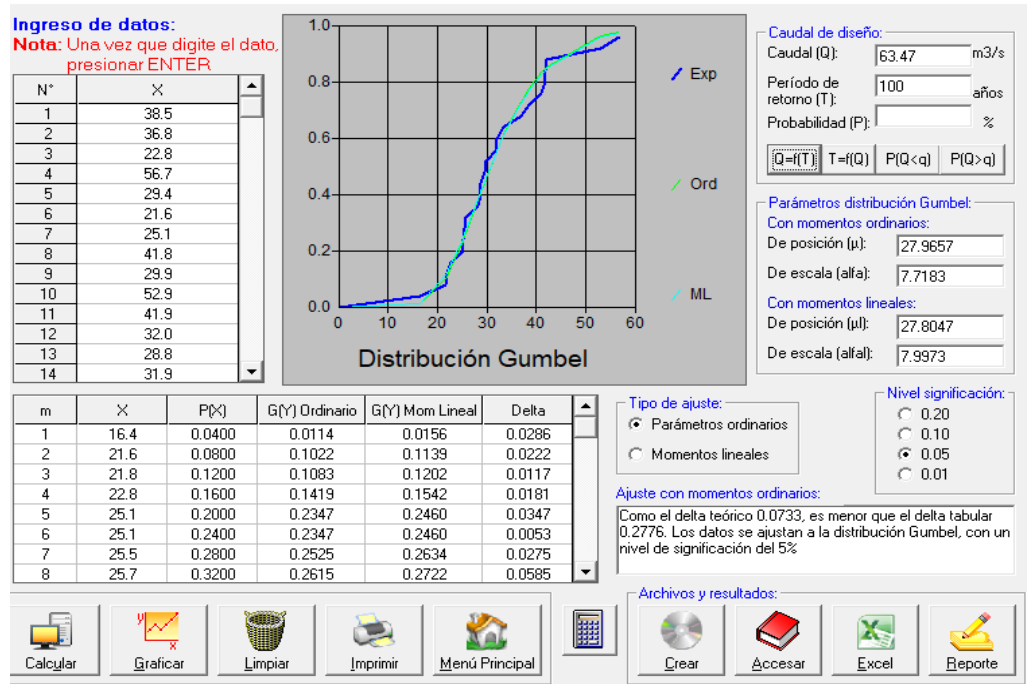 Ingreso de datos:
Nota: Una vez que digite el dato,
presionar ENTER
N° X
1 38.5
2 36.8
3 22.8
4 56.7
5 29.4
6 21.6
7 25.1
8 41.8
9 29.9
10 52.9
11 41.9
12 32.0
13 28.8
14 31.9
1.0
0.8
0.6
0.4
0.2
0.0
0 10 20 30 40 50 60
Exp
Ord
ML
Distribución Gumbel
Caudal de diseño:
Caudal (Q): 63.47 m3/s
Período de
retorno (T): 100 años
Probabilidad (P): %
Q=f(T) T=f(Q) P(Q<q) P(Q>q)
Parámetros distribución Gumbel:
Con momentos ordinarios:
De posición (µ): 27.9657
De escala (alfa): 7.7183
Con momentos lineales:
De posición (µl): 27.8047
De escala (alfal): 7.9973
m X P(X) G(Y) Ordinario G(Y) Mom Lineal Delta
1 16.4 0.0400 0.0114 0.0156 0.0286
2 21.6 0.0800 0.1022 0.1139 0.0222
3 21.8 0.1200 0.1083 0.1202 0.0117
4 22.8 0.1600 0.1419 0.1542 0.0181
5 25.1 0.2000 0.2347 0.2460 0.0347
6 25.1 0.2400 0.2347 0.2460 0.0053
7 25.5 0.2800 0.2525 0.2634 0.0275
8 25.7 0.3200 0.2615 0.2722 0.0585
Tipo de ajuste:
Parámetros ordinarios
Momentos lineales
Nivel significación:
0.20
0.10
0.05
0.01
Ajuste con momentos ordinarios:
Como el delta teórico 0.0733, es menor que el delta tabular
0.2776. Los datos se ajustan a la distribución Gumbel, con un
nivel de significación del 5%
Calcular Graficar Limpiar Imprimir Menú Principal
Archivos y resultados:
Crear Accesar Excel Reporte